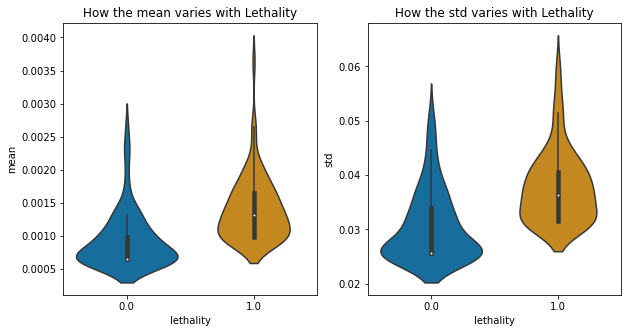 How the mean varies with Lethality
0.0040
0.0035
0.0030
0.0025
0.0020
0.0015
0.0010
0.0005
mean
0.0
1.0
lethality
How the std varies with Lethality
0.06
0.05
0.04
0.03
0.02
std
0.0
1.0
lethality